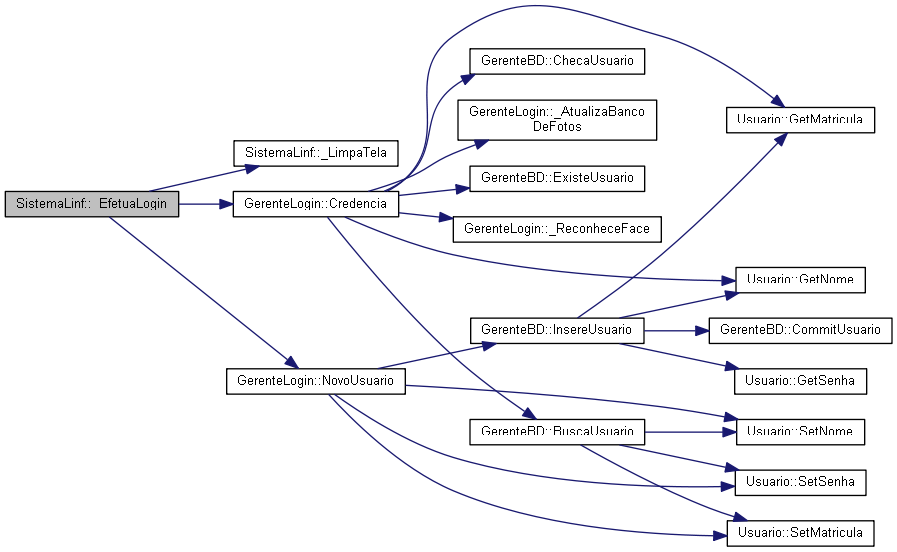 GerenteBD::ChecaUsuario
GerenteLogin::_AtualizaBanco
DeFotos
Usuario::GetMatricula
SistemaLinf::_LimpaTela
GerenteBD::ExisteUsuario
SistemaLinf::_EfetuaLogin
GerenteLogin::Credencia
GerenteLogin::_ReconheceFace
Usuario::GetNome
GerenteBD::InsereUsuario
GerenteBD::CommitUsuario
GerenteLogin::NovoUsuario
Usuario::GetSenha
GerenteBD::BuscaUsuario
Usuario::SetNome
Usuario::SetSenha
Usuario::SetMatricula